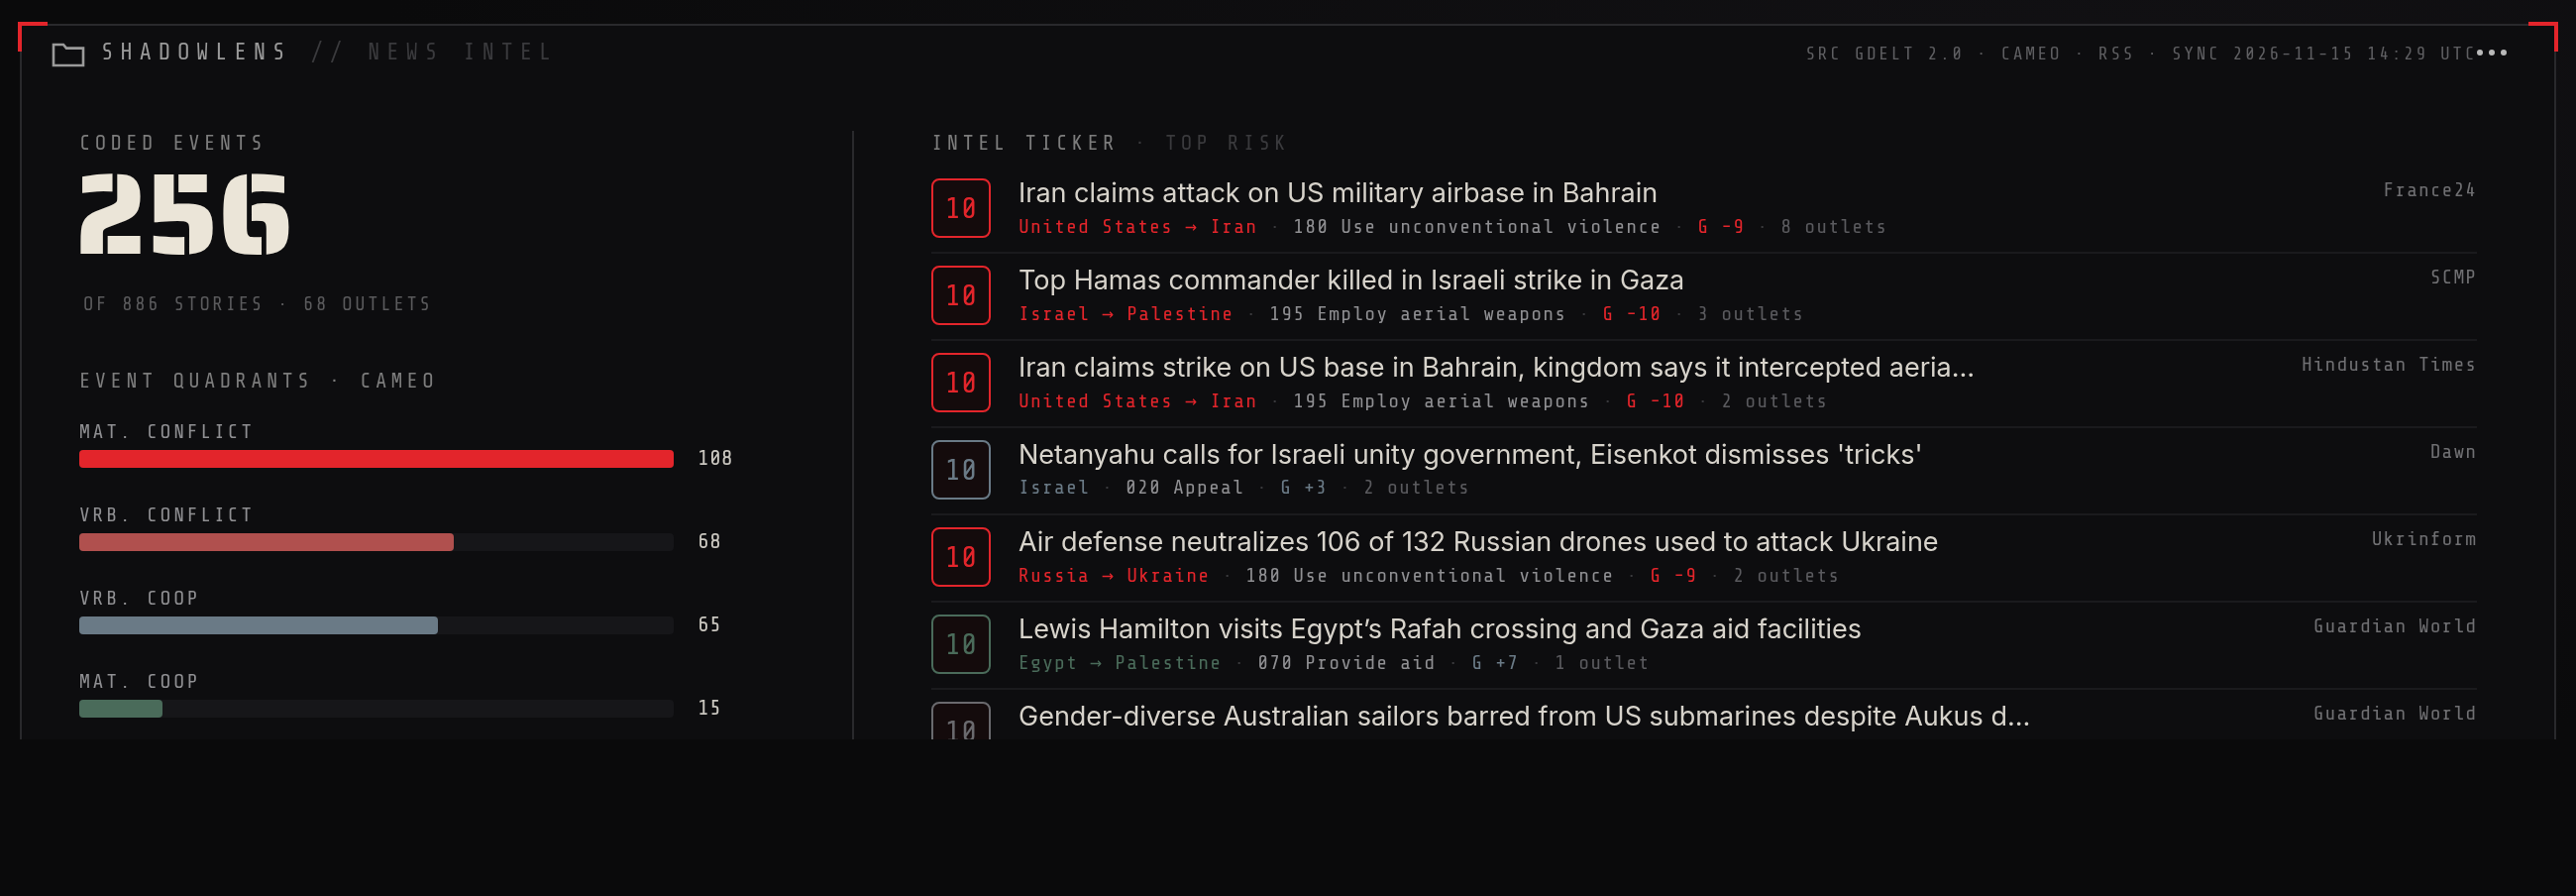 SHADOWLENS // NEWS INTEL
SRC GDELT 2.0 · CAMEO · RSS · SYNC 2026-11-15 14:29 UTC
CODED EVENTS
256
OF 886 STORIES · 68 OUTLETS
EVENT QUADRANTS · CAMEO
MAT. CONFLICT
108
VRB. CONFLICT
68
VRB. COOP
65
MAT. COOP
15
INTEL TICKER · TOP RISK
10
Iran claims attack on US military airbase in Bahrain
France24
United States → Iran · 180 Use unconventional violence · G -9 · 8 outlets
10
Top Hamas commander killed in Israeli strike in Gaza
SCMP
Israel → Palestine · 195 Employ aerial weapons · G -10 · 3 outlets
10
Iran claims strike on US base in Bahrain, kingdom says it intercepted aeria...
Hindustan Times
United States → Iran · 195 Employ aerial weapons · G -10 · 2 outlets
10
Netanyahu calls for Israeli unity government, Eisenkot dismisses 'tricks'
Dawn
Israel · 020 Appeal · G +3 · 2 outlets
10
Air defense neutralizes 106 of 132 Russian drones used to attack Ukraine
Ukrinform
Russia → Ukraine · 180 Use unconventional violence · G -9 · 2 outlets
10
Lewis Hamilton visits Egypt’s Rafah crossing and Gaza aid facilities
Guardian World
Egypt → Palestine · 070 Provide aid · G +7 · 1 outlet
10
Gender-diverse Australian sailors barred from US submarines despite Aukus d...
Guardian World